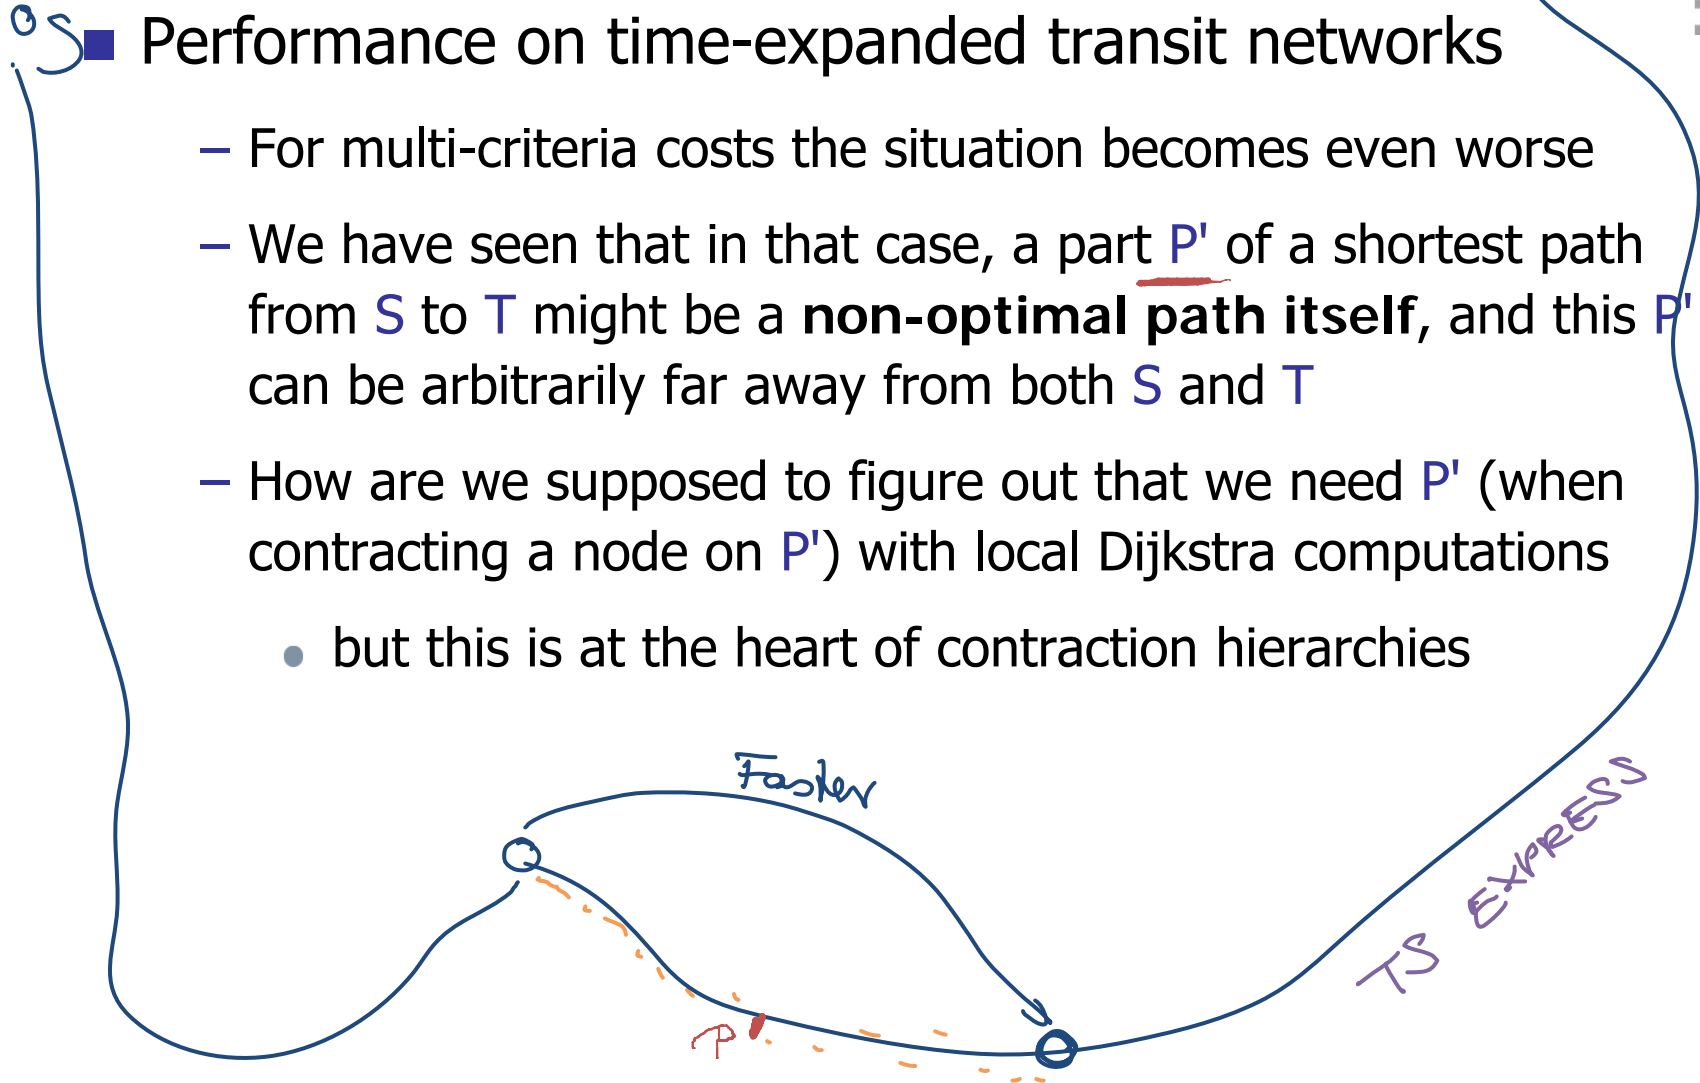 S
Performance on time-expanded transit networks
– For multi-criteria costs the situation becomes even worse
– We have seen that in that case, a part P' of a shortest path
from S to T might be a non-optimal path itself, and this P'
can be arbitrarily far away from both S and T
– How are we supposed to figure out that we need P' (when
contracting a node on P') with local Dijkstra computations
• but this is at the heart of contraction hierarchies
Faster
TS EXPRESS
P'